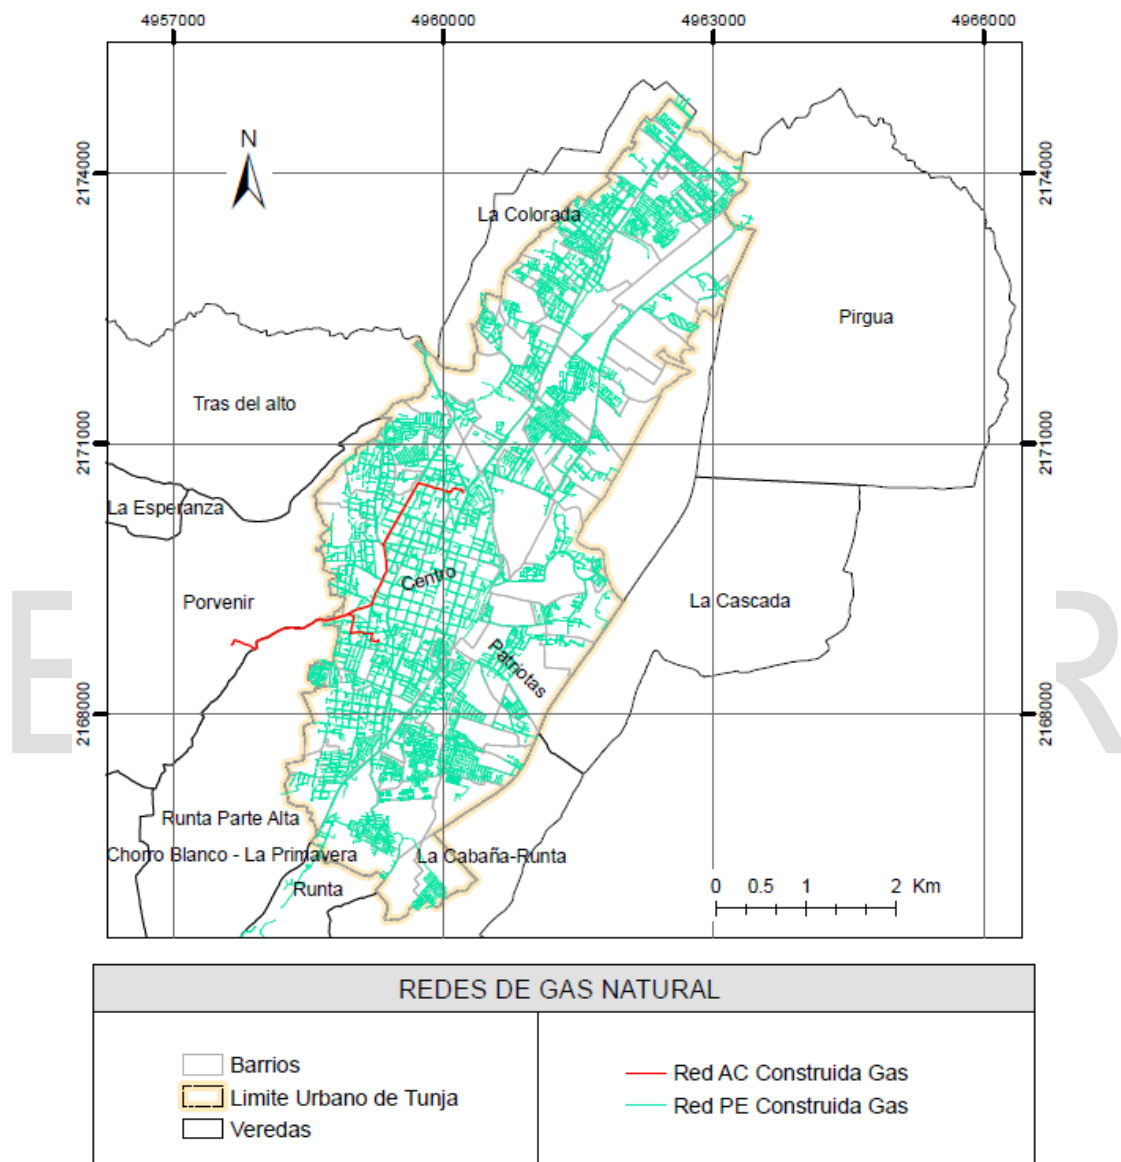 4957000 4960000 4963000 4966000
N
2174000
2174000
La Colorada
Pirgua
Tras del alto
2171000
2171000
La Esperanza
Centro
Porvenir
La Cascada
E R
Patriotas
2168000
2168000
Runta Parte Alta
Chorro Blanco - La Primavera
La Cabaña-Runta
Runta
0 0.5 1 2 Km
REDES DE GAS NATURAL
Barrios
Limite Urbano de Tunja
Veredas
Red AC Construida Gas
Red PE Construida Gas